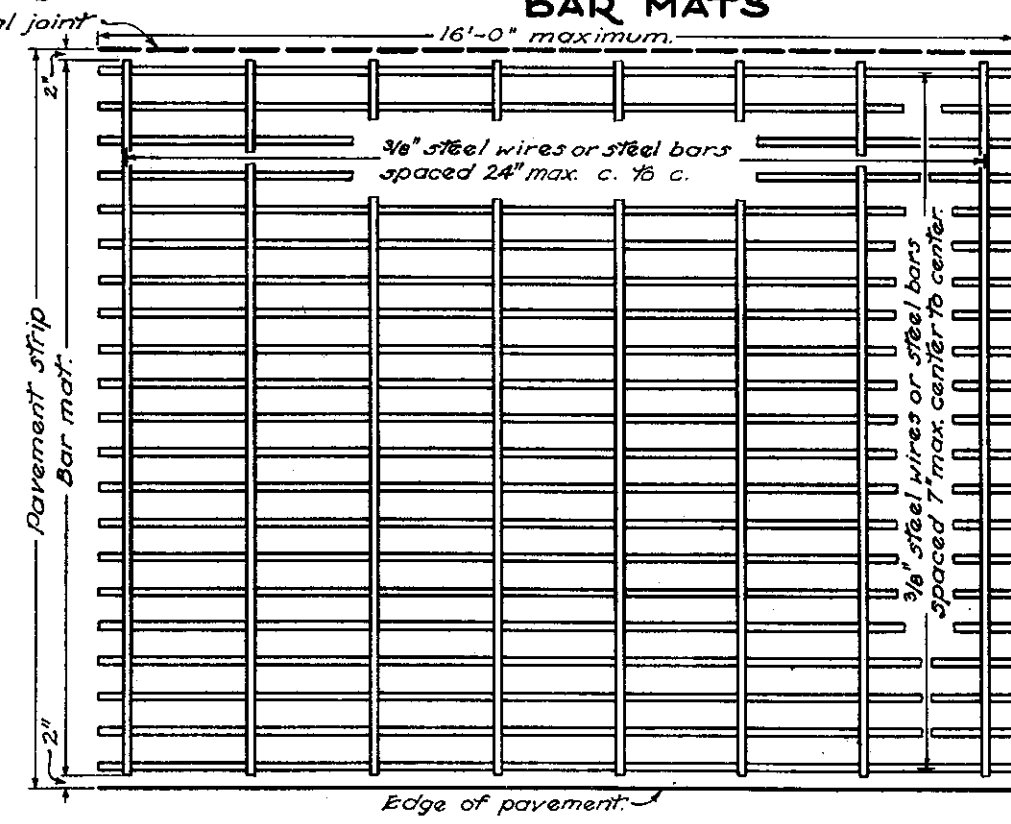 BAR MATS
al joint
16'-0" maximum.
2"
3/8" steel wires or steel bars
spaced 24" max. c. to c.
Pavement strip
Bar mat.
3/8" steel wires or steel bars
spaced 7" max. center to center.
2"
Edge of pavement.